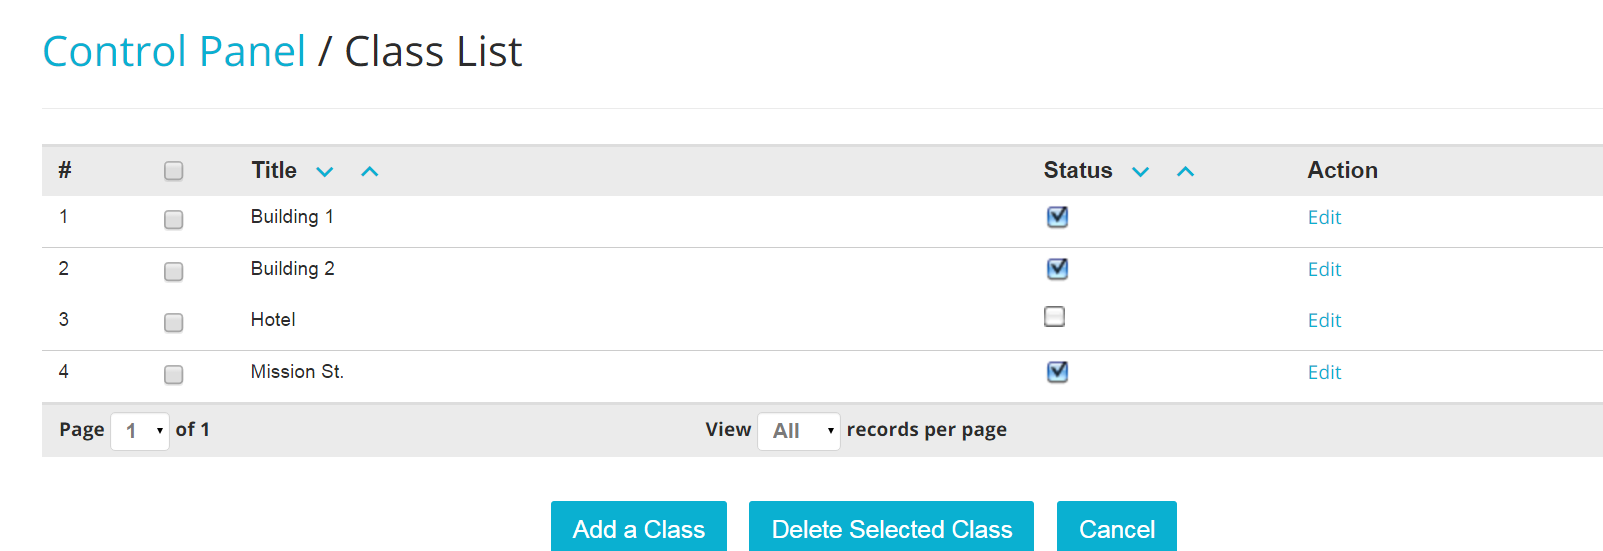 Control Panel / Class List
# Title Status Action
1 Building 1 Edit
2 Building 2 Edit
3 Hotel Edit
4 Mission St. Edit
Page 1 of 1 View All records per page
Add a Class Delete Selected Class Cancel